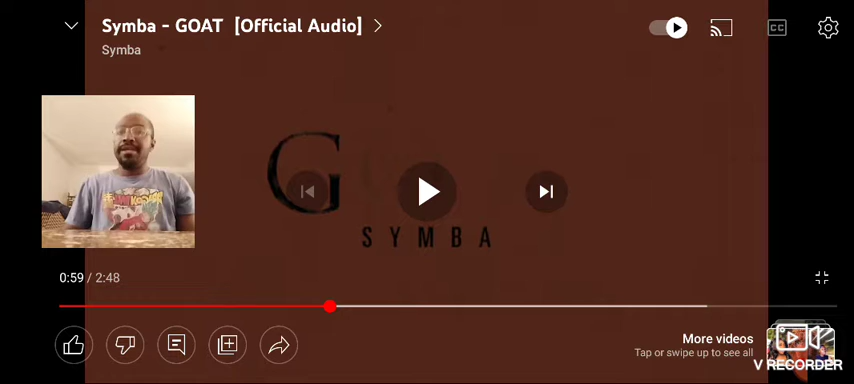 Symba - GOAT [Official Audio]
Symba
CC
G
SYMBA
0:59 / 2:48
More videos
Tap or swipe up to see all
V RECORDER